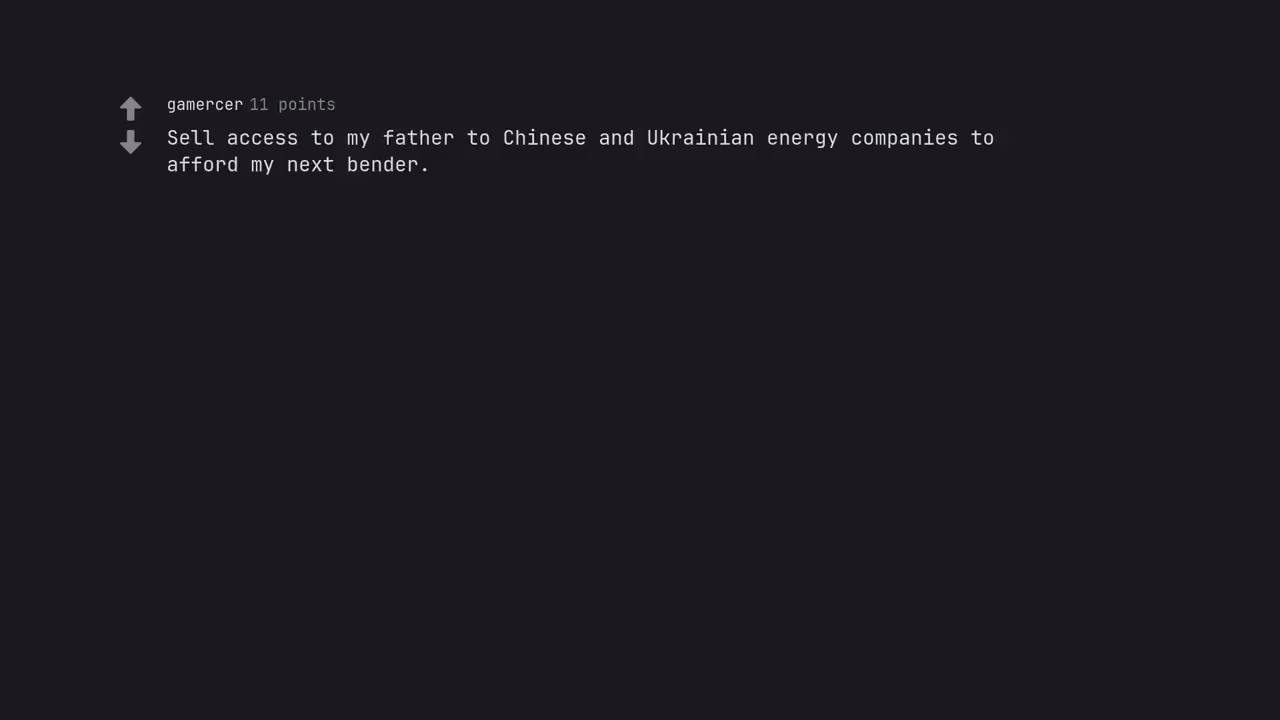 gamercer 11 points
Sell access to my father to Chinese and Ukrainian energy companies to
afford my next bender.